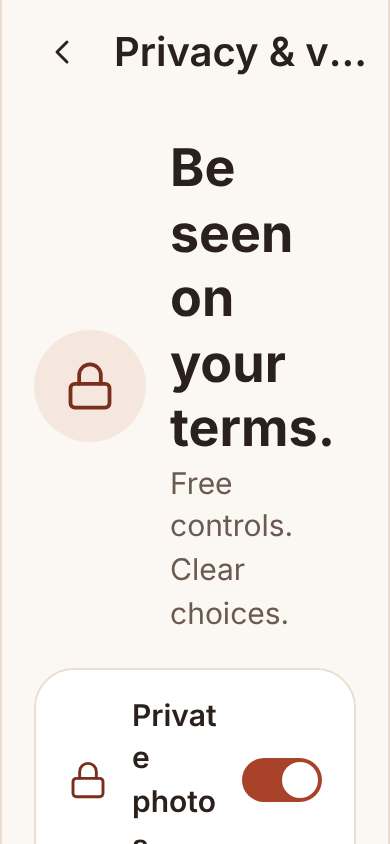 Privacy & v...
Be
seen
on
your
terms.
Free
controls.
Clear
choices.
Privat
e
photo
s